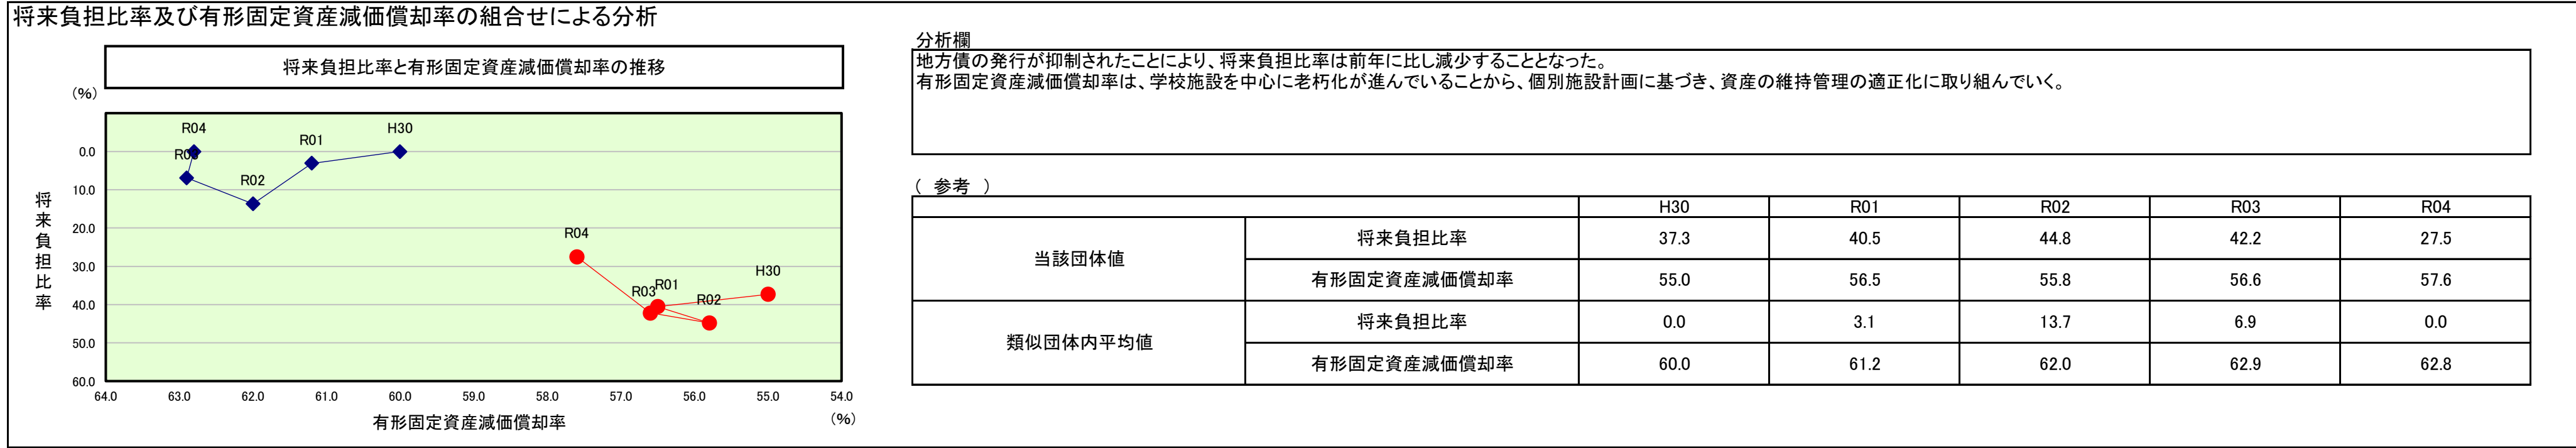 将来負担比率及び有形固定資産減価償却率の組合せによる分析
将来負担比率と有形固定資産減価償却率の推移
(%)
R04 R01 H30
R03
R02
R04
H30
R03 R01
R02
0.0
10.0
20.0
30.0
40.0
50.0
60.0
将来負担比率
64.0 63.0 62.0 61.0 60.0 59.0 58.0 57.0 56.0 55.0 54.0
有形固定資産減価償却率
(%)
分析欄
地方債の発行が抑制されたことにより、将来負担比率は前年に比し減少することとなった。
有形固定資産減価償却率は、学校施設を中心に老朽化が進んでいることから、個別施設計画に基づき、資産の維持管理の適正化に取り組んでいく。
( 参考 )
H30 R01 R02 R03 R04
当該団体値
将来負担比率 37.3 40.5 44.8 42.2 27.5
有形固定資産減価償却率 55.0 56.5 55.8 56.6 57.6
類似団体内平均値
将来負担比率 0.0 3.1 13.7 6.9 0.0
有形固定資産減価償却率 60.0 61.2 62.0 62.9 62.8